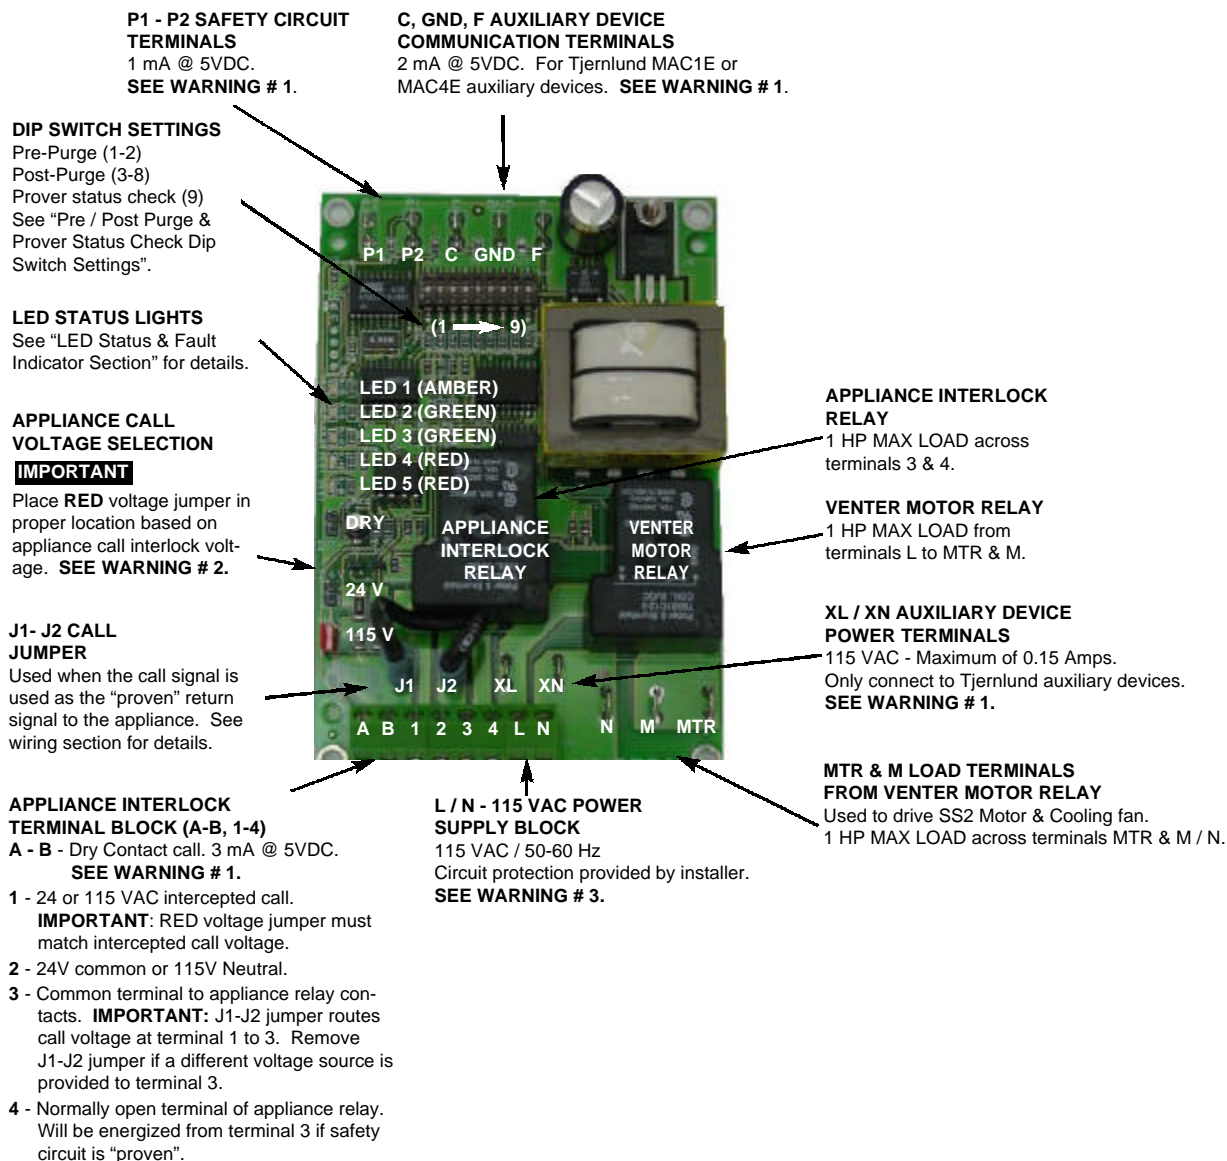 P1 - P2 SAFETY CIRCUIT
TERMINALS
1 mA @ 5VDC.
SEE WARNING # 1.
C, GND, F AUXILIARY DEVICE
COMMUNICATION TERMINALS
2 mA @ 5VDC. For Tjernlund MAC1E or
MAC4E auxiliary devices. SEE WARNING # 1.
DIP SWITCH SETTINGS
Pre-Purge (1-2)
Post-Purge (3-8)
Prover status check (9)
See “Pre / Post Purge &
Prover Status Check Dip
Switch Settings”.
LED STATUS LIGHTS
See “LED Status & Fault
Indicator Section” for details.
APPLIANCE CALL
VOLTAGE SELECTION
IMPORTANT
Place RED voltage jumper in
proper location based on
appliance call interlock volt-
age. SEE WARNING # 2.
J1- J2 CALL
JUMPER
Used when the call signal is
used as the “proven” return
signal to the appliance. See
wiring section for details.
P1 P2 C GND F
(1 9)
LED 1 (AMBER)
LED 2 (GREEN)
LED 3 (GREEN)
LED 4 (RED)
LED 5 (RED)
DRY
24 V
115 V
APPLIANCE
INTERLOCK
RELAY
VENTER
MOTOR
RELAY
J1 J2 XL XN
A B 1 2 3 4 L N
N M MTR
APPLIANCE INTERLOCK
RELAY
1 HP MAX LOAD across
terminals 3 & 4.
VENTER MOTOR RELAY
1 HP MAX LOAD from
terminals L to MTR & M.
XL / XN AUXILIARY DEVICE
POWER TERMINALS
115 VAC - Maximum of 0.15 Amps.
Only connect to Tjernlund auxiliary devices.
SEE WARNING # 1.
MTR & M LOAD TERMINALS
FROM VENTER MOTOR RELAY
Used to drive SS2 Motor & Cooling fan.
1 HP MAX LOAD across terminals MTR & M / N.
APPLIANCE INTERLOCK
TERMINAL BLOCK (A-B, 1-4)
A - B - Dry Contact call. 3 mA @ 5VDC.
SEE WARNING # 1.
1 - 24 or 115 VAC intercepted call.
IMPORTANT: RED voltage jumper must
match intercepted call voltage.
2 - 24V common or 115V Neutral.
3 - Common terminal to appliance relay con-
tacts. IMPORTANT: J1-J2 jumper routes
call voltage at terminal 1 to 3. Remove
J1-J2 jumper if a different voltage source is
provided to terminal 3.
4 - Normally open terminal of appliance relay.
Will be energized from terminal 3 if safety
circuit is “proven”.
L / N - 115 VAC POWER
SUPPLY BLOCK
115 VAC / 50-60 Hz
Circuit protection provided by installer.
SEE WARNING # 3.